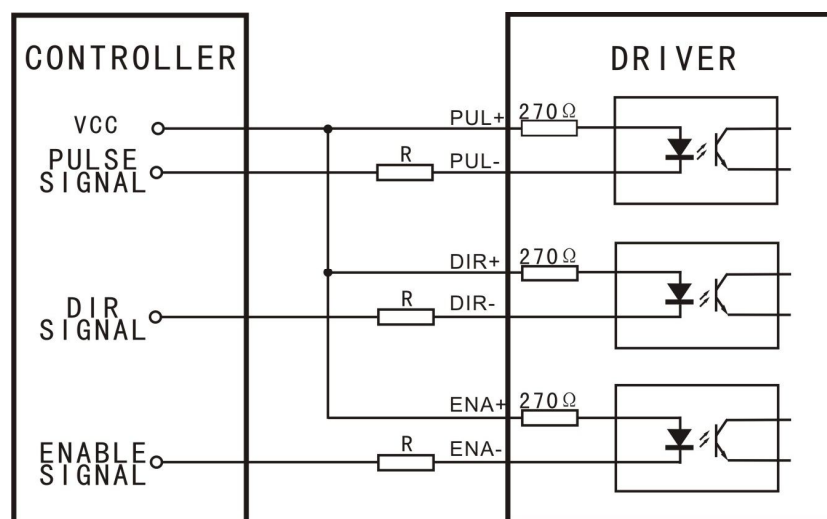 CONTROLLER
DRIVER
VCC
PUL+
270Ω
PULSE
SIGNAL
R
PUL-
DIR+
270Ω
DIR
SIGNAL
R
DIR-
ENA+
270Ω
ENABLE
SIGNAL
R
ENA-